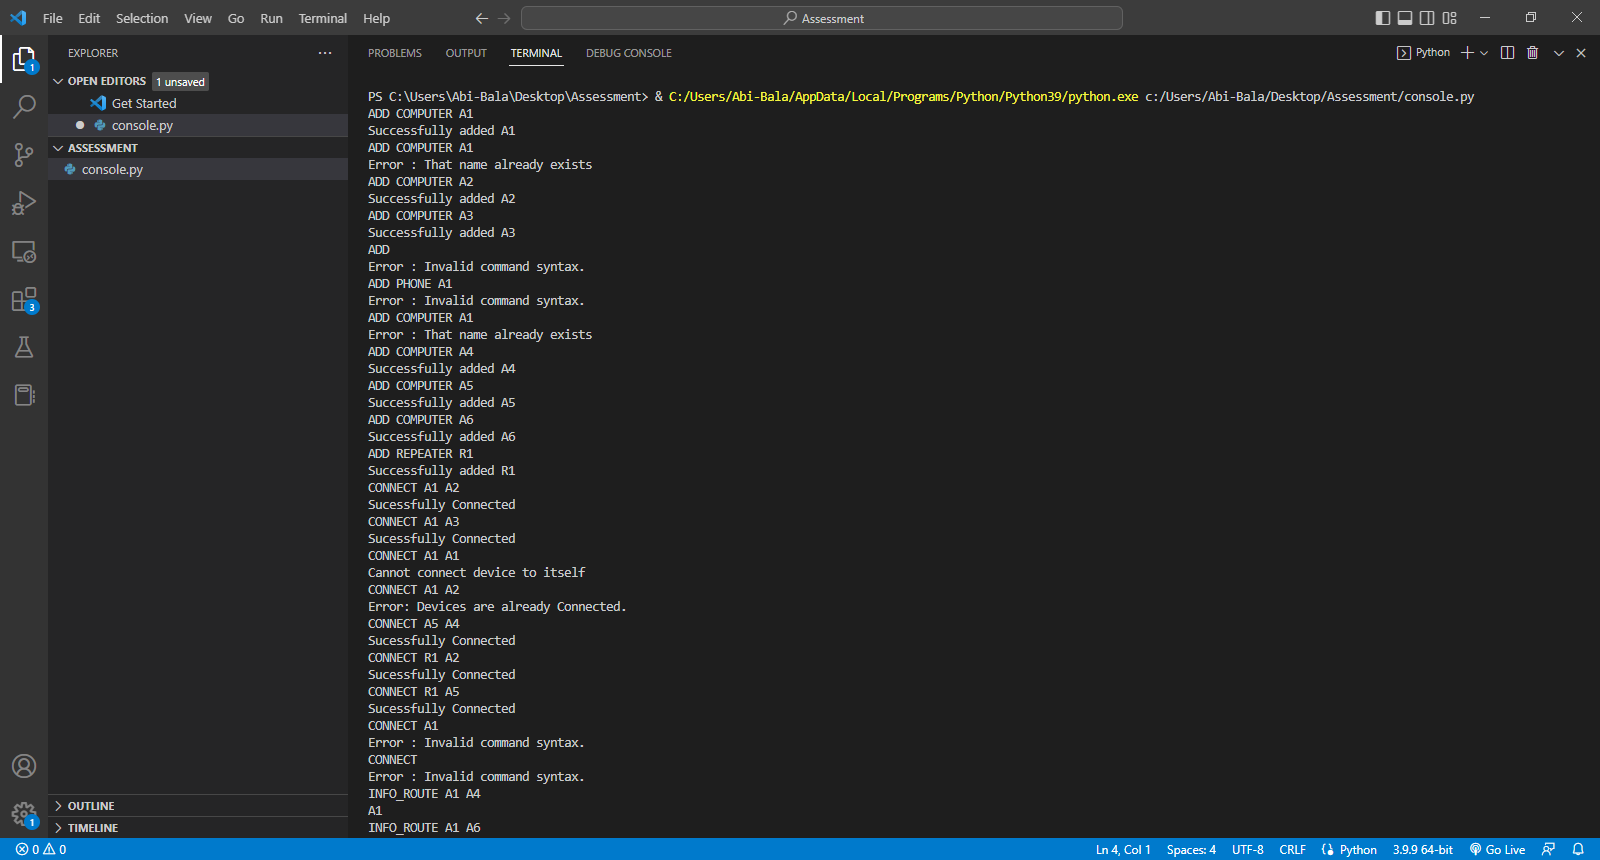 File Edit Selection View Go Run Terminal Help
Assessment
EXPLORER
OPEN EDITORS 1 unsaved
Get Started
console.py
ASSESSMENT
console.py
OUTLINE
TIMELINE
1
3
1
PROBLEMS OUTPUT TERMINAL DEBUG CONSOLE
Python
PS C:\Users\Abi-Bala\Desktop\Assessment> & C:/Users/Abi-Bala/AppData/Local/Programs/Python/Python39/python.exe c:/Users/Abi-Bala/Desktop/Assessment/console.py
ADD COMPUTER A1
Successfully added A1
ADD COMPUTER A1
Error : That name already exists
ADD COMPUTER A2
Successfully added A2
ADD COMPUTER A3
Successfully added A3
ADD
Error : Invalid command syntax.
ADD PHONE A1
Error : Invalid command syntax.
ADD COMPUTER A1
Error : That name already exists
ADD COMPUTER A4
Successfully added A4
ADD COMPUTER A5
Successfully added A5
ADD COMPUTER A6
Successfully added A6
ADD REPEATER R1
Successfully added R1
CONNECT A1 A2
Sucessfully Connected
CONNECT A1 A3
Sucessfully Connected
CONNECT A1 A1
Cannot connect device to itself
CONNECT A1 A2
Error: Devices are already Connected.
CONNECT A5 A4
Sucessfully Connected
CONNECT R1 A2
Sucessfully Connected
CONNECT R1 A5
Sucessfully Connected
CONNECT A1
Error : Invalid command syntax.
CONNECT
Error : Invalid command syntax.
INFO_ROUTE A1 A4
A1
INFO_ROUTE A1 A6
0 0
Ln 4, Col 1 Spaces: 4 UTF-8 CRLF Python 3.9.9 64-bit Go Live